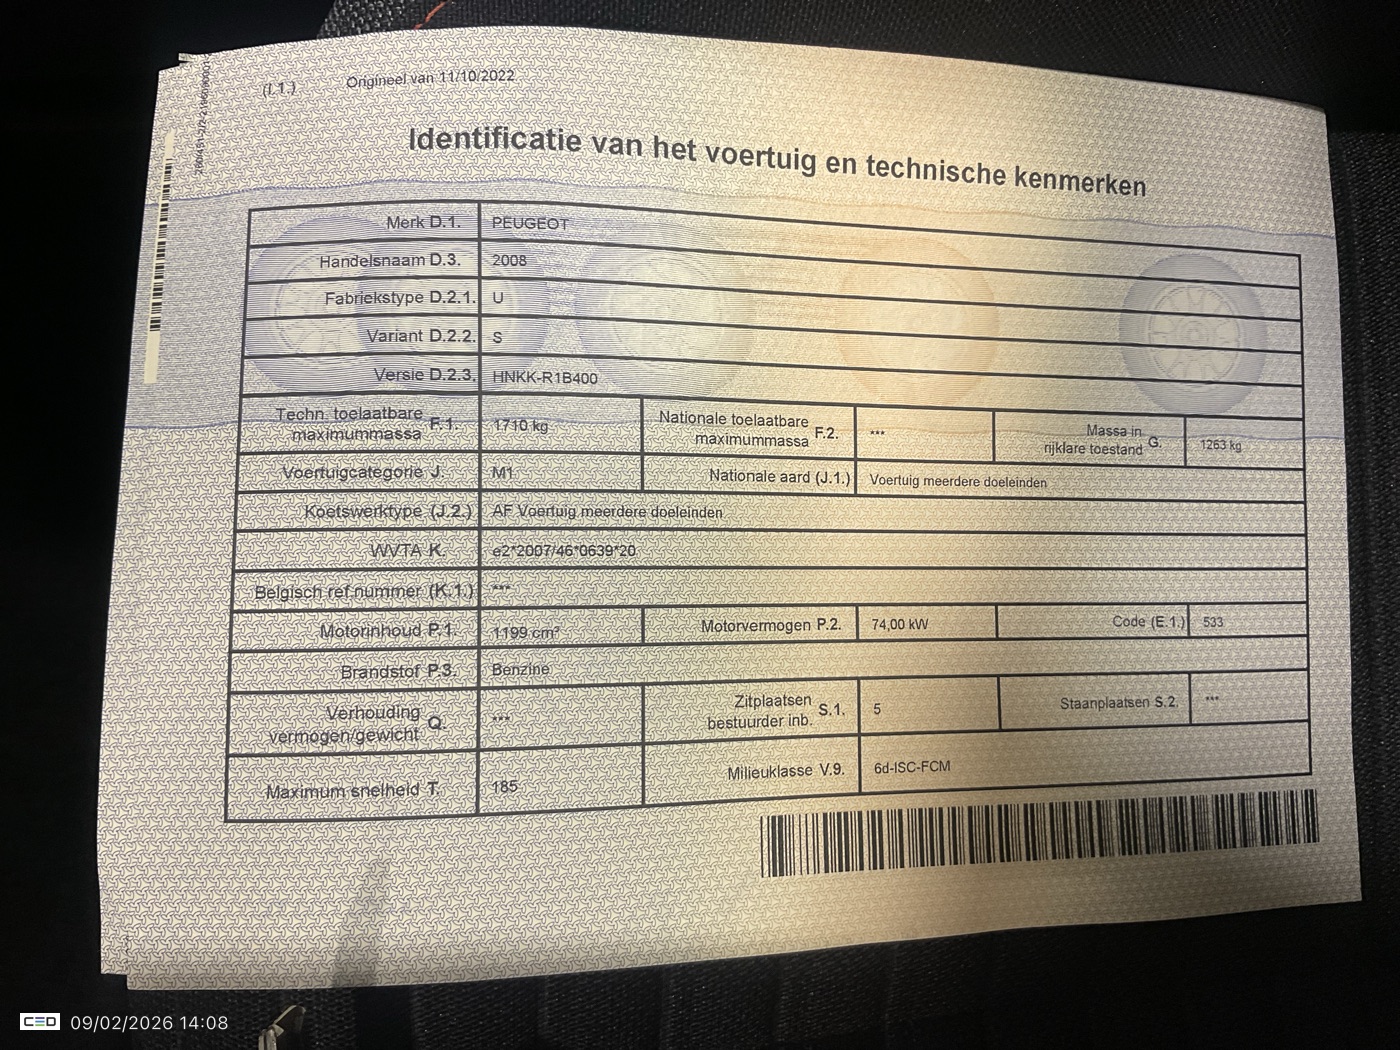 (I.1.) Origineel van 11/10/2022
Identificatie van het voertuig en technische kenmerken
Merk D.1. PEUGEOT
Handelsnaam D.3. 2008
Fabriekstype D.2.1. U
Variant D.2.2. S
Versie D.2.3. HNKK-R1B400
Techn. toelaatbare maximummassa F.1. 1710 kg Nationale toelaatbare maximummassa F.2. *** Massa in rijklare toestand G. 1263 kg
Voertuigcategorie J. M1 Nationale aard (J.1.) Voertuig meerdere doeleinden
Koetswerktype (J.2.) AF Voertuig meerdere doeleinden
WVTA K. e2*2007/46*0639*20
Belgisch ref.nummer (K.1.) ***
Motorinhoud P.1. 1199 cm³ Motorvermogen P.2. 74,00 kW Code (E.1.) 533
Brandstof P.3. Benzine
Verhouding vermogen/gewicht Q. *** Zitplaatsen bestuurder inb. S.1. 5 Staanplaatsen S.2. ***
Maximum snelheid T. 185 Milieuklasse V.9. 6d-ISC-FCM
CED 09/02/2026 14:08